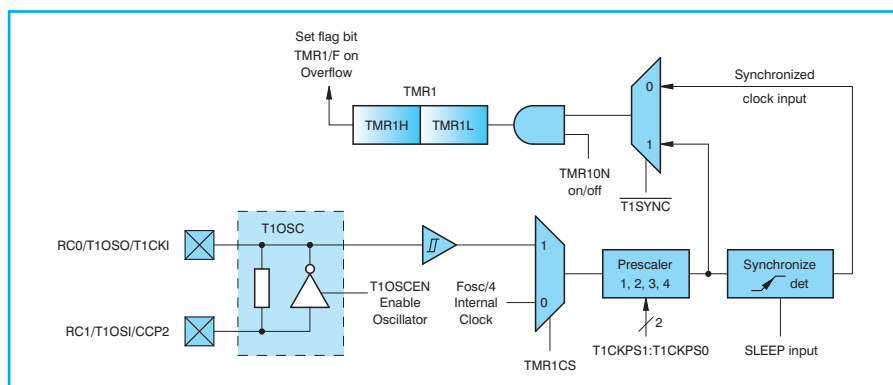 Set flag bit
TMR1/F on
Overflow
TMR1
TMR1H
TMR1L
TMR10N
on/off
0
1
T1SYNC
Synchronized
clock input
RC0/T1OSO/T1CKI
T1OSC
RC1/T1OSI/CCP2
T1OSCEN
Enable
Oscillator
Fosc/4
Internal
Clock
1
0
TMR1CS
Prescaler
1, 2, 3, 4
2
T1CKPS1:T1CKPS0
Synchronize
det
SLEEP input